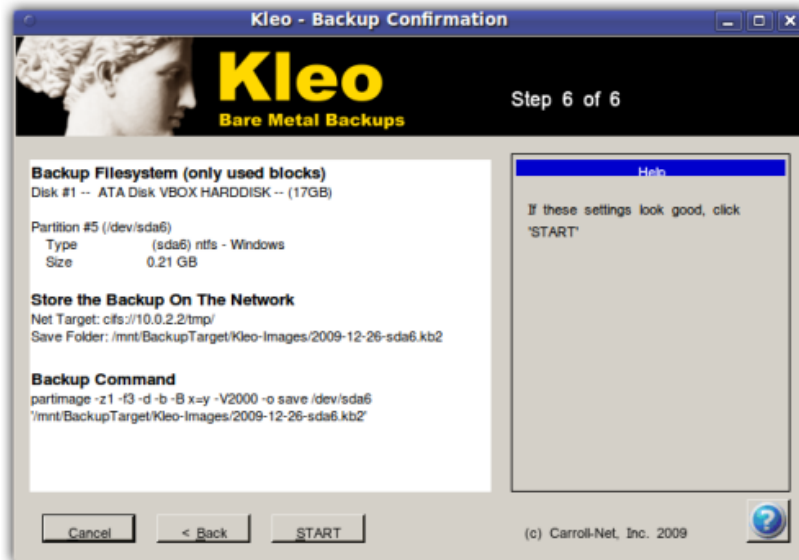 Kleo - Backup Confirmation
Kleo
Bare Metal Backups
Step 6 of 6
Backup Filesystem (only used blocks)
Disk #1 -- ATA Disk VBOX HARDDISK -- (17GB)
Partition #5 (/dev/sda6)
Type (sda6) ntfs - Windows
Size 0.21 GB
Store the Backup On The Network
Net Target: cifs://10.0.2.2/tmp/
Save Folder: /mnt/BackupTarget/Kleo-Images/2009-12-26-sda6.kb2
Backup Command
partimage -z1 -f3 -d -b -B x=y -V2000 -o save /dev/sda6
'/mnt/BackupTarget/Kleo-Images/2009-12-26-sda6.kb2'
Help
If these settings look good, click
'START'
Cancel
< Back
START
(c) Carroll-Net, Inc. 2009
?